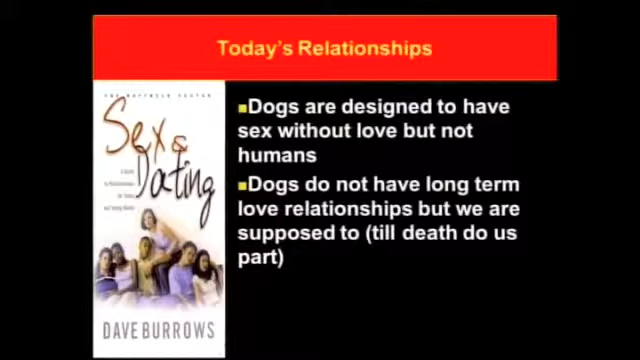 Today's Relationships
Sex &
Dating
DAVE BURROWS
■Dogs are designed to have
sex without love but not
humans
■Dogs do not have long term
love relationships but we are
supposed to (till death do us
part)